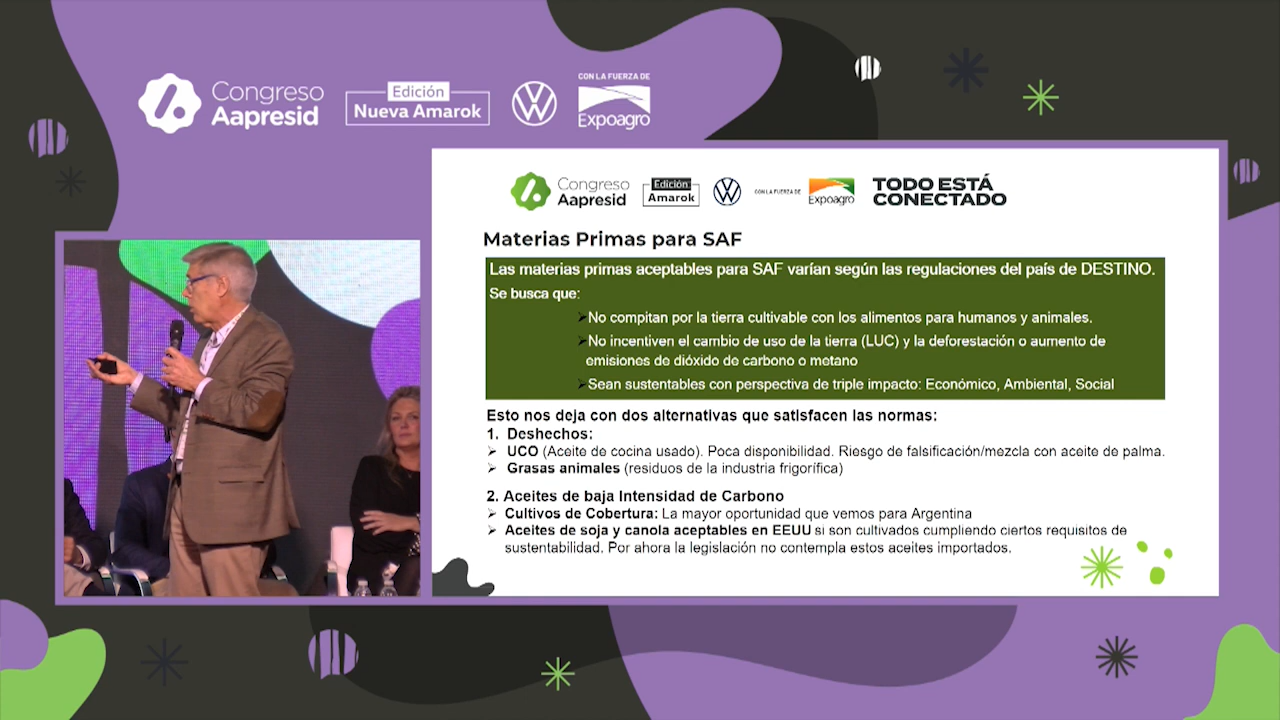 Congreso
Aapresid
Edición
Nueva Amarok
CON LA FUERZA DE
Expoagro
Congreso
Aapresid
Edición
Amarok
CON LA FUERZA DE
Expoagro
TODO ESTÁ
CONECTADO
Materias Primas para SAF
Las materias primas aceptables para SAF varían según las regulaciones del país de DESTINO.
Se busca que:
➢No compitan por la tierra cultivable con los alimentos para humanos y animales.
➢No incentiven el cambio de uso de la tierra (LUC) y la deforestación o aumento de
emisiones de dióxido de carbono o metano
➢Sean sustentables con perspectiva de triple impacto: Económico, Ambiental, Social
Esto nos deja con dos alternativas que satisfacen las normas:
1. Deshechos:
➢ UCO (Aceite de cocina usado). Poca disponibilidad. Riesgo de falsificación/mezcla con aceite de palma.
➢ Grasas animales (residuos de la industria frigorífica)
2. Aceites de baja Intensidad de Carbono
➢ Cultivos de Cobertura: La mayor oportunidad que vemos para Argentina
➢ Aceites de soja y canola aceptables en EEUU si son cultivados cumpliendo ciertos requisitos de
sustentabilidad. Por ahora la legislación no contempla estos aceites importados.